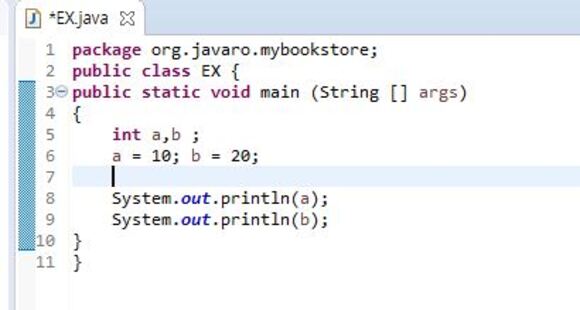 *EX.java
1 package org.javaro.mybookstore;
2 public class EX {
3 public static void main (String [] args)
4 {
5 int a,b ;
6 a = 10; b = 20;
7
8 System.out.println(a);
9 System.out.println(b);
10 }
11 }